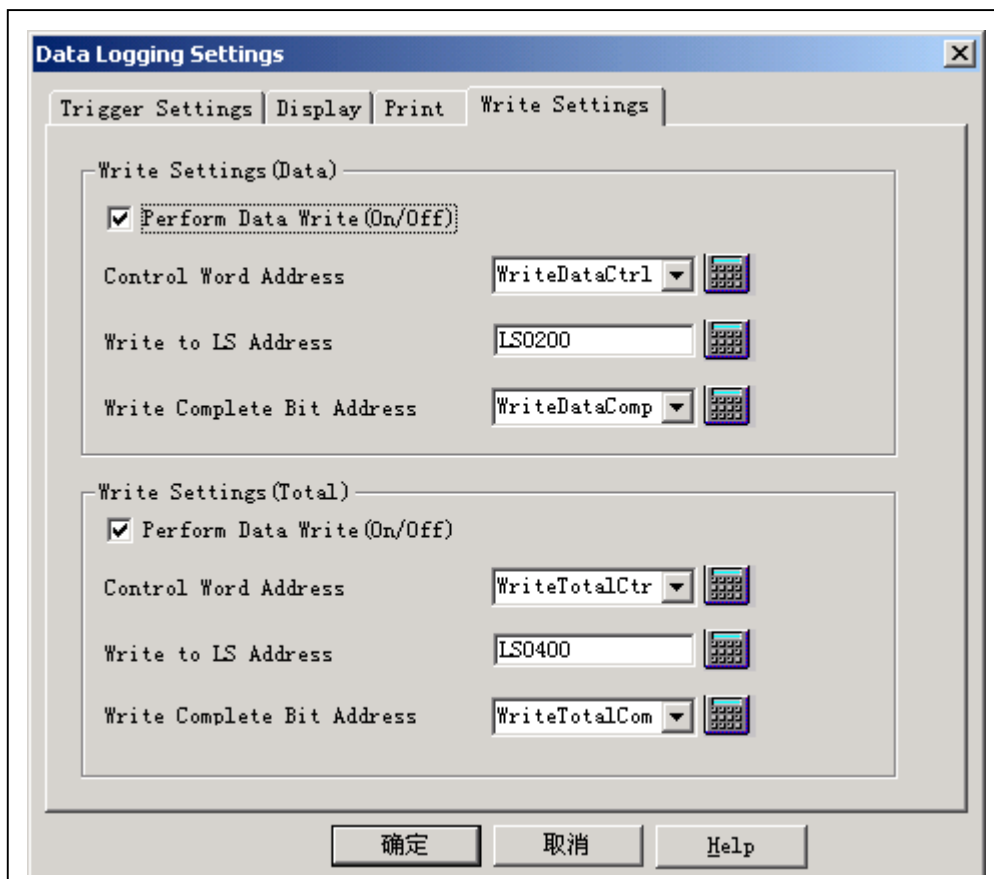 Data Logging Settings
Trigger Settings Display Print Write Settings
Write Settings(Data)
Perform Data Write(On/Off)
Control Word Address WriteDataCtrl
Write to LS Address LS0200
Write Complete Bit Address WriteDataComp
Write Settings(Total)
Perform Data Write(On/Off)
Control Word Address WriteTotalCtr
Write to LS Address LS0400
Write Complete Bit Address WriteTotalCom
确定 取消 Help